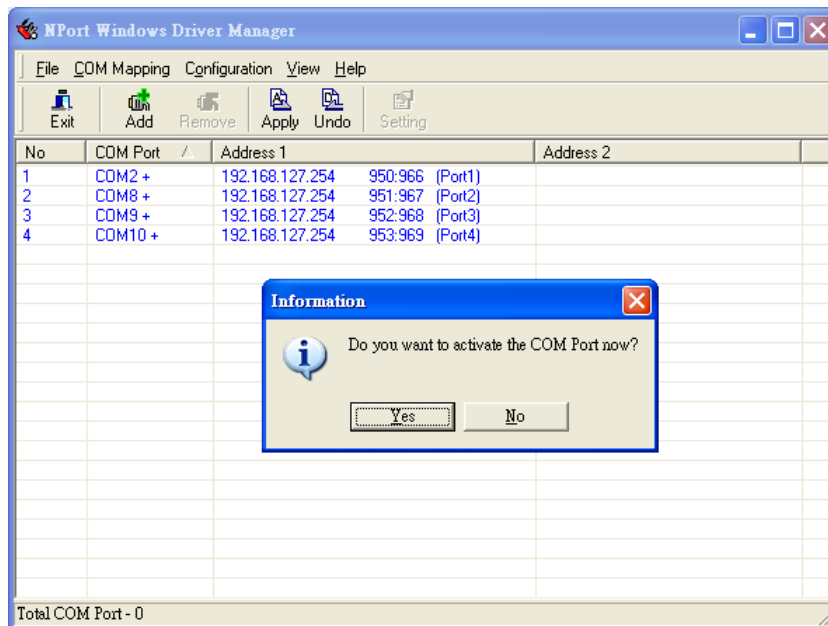 NPort Windows Driver Manager
File COM Mapping Configuration View Help
Exit Add Remove Apply Undo Setting
No COM Port Address 1 Address 2
1 COM2 + 192.168.127.254 950:966 (Port1)
2 COM8 + 192.168.127.254 951:967 (Port2)
3 COM9 + 192.168.127.254 952:968 (Port3)
4 COM10 + 192.168.127.254 953:969 (Port4)
Information
Do you want to activate the COM Port now?
Yes No
Total COM Port - 0